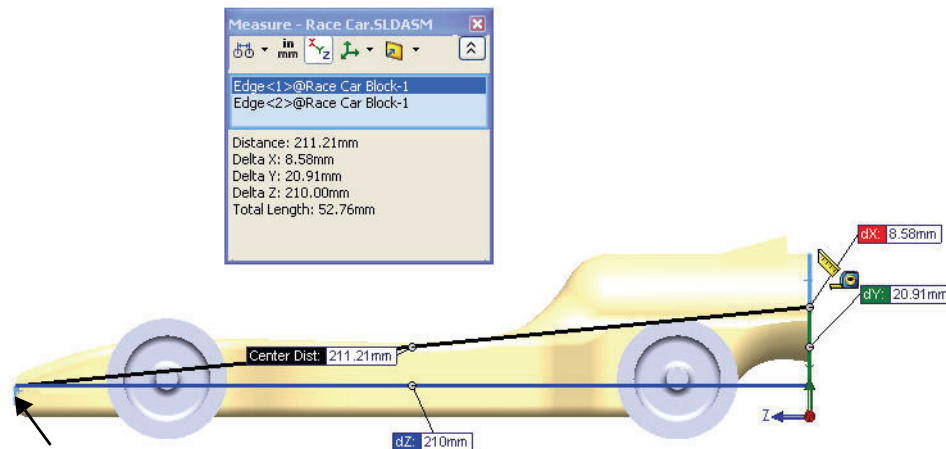 Measure - Race Car.SLDASM
in
mm
X
Y
Z
Edge<1>@Race Car Block-1
Edge<2>@Race Car Block-1
Distance: 211.21mm
Delta X: 8.58mm
Delta Y: 20.91mm
Delta Z: 210.00mm
Total Length: 52.76mm
dX: 8.58mm
dY: 20.91mm
Center Dist: 211.21mm
Z
dZ: 210mm